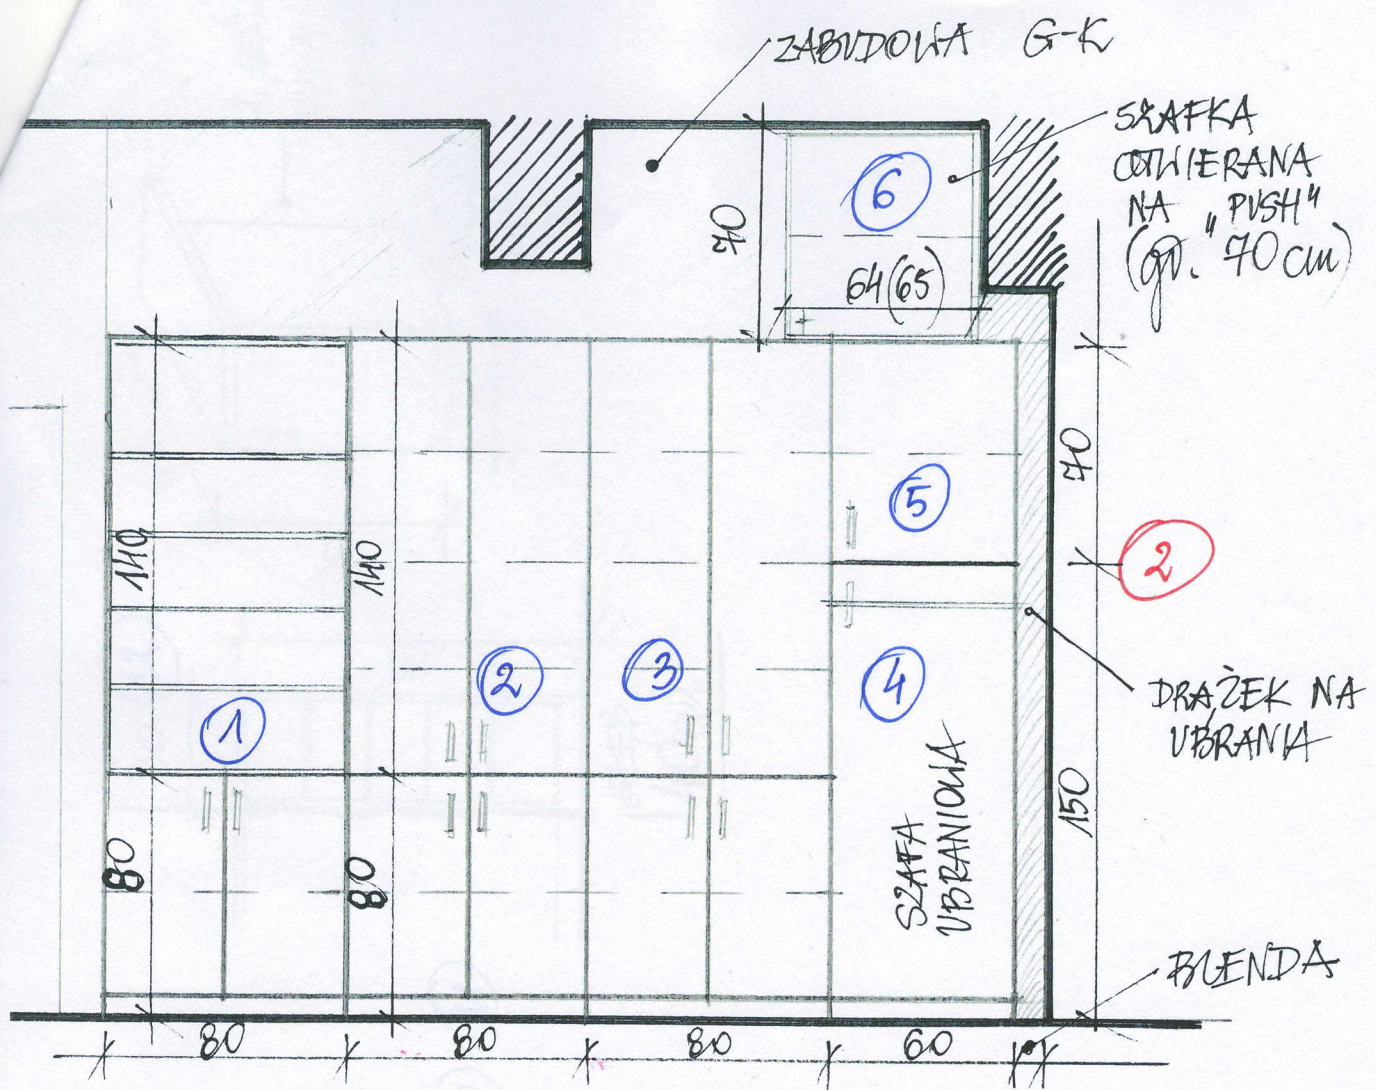 ZABUDOWA G-K
SZAFKA
OTWIERANA
NA "PUSH"
(gł. 70 cm)
6
70
64(65)
70
5
140
140
2
2
3
4
1
DRĄŻEK NA
UBRANIA
SZAFA
UBRANIOWA
150
80
80
BLENDA
80
80
80
60